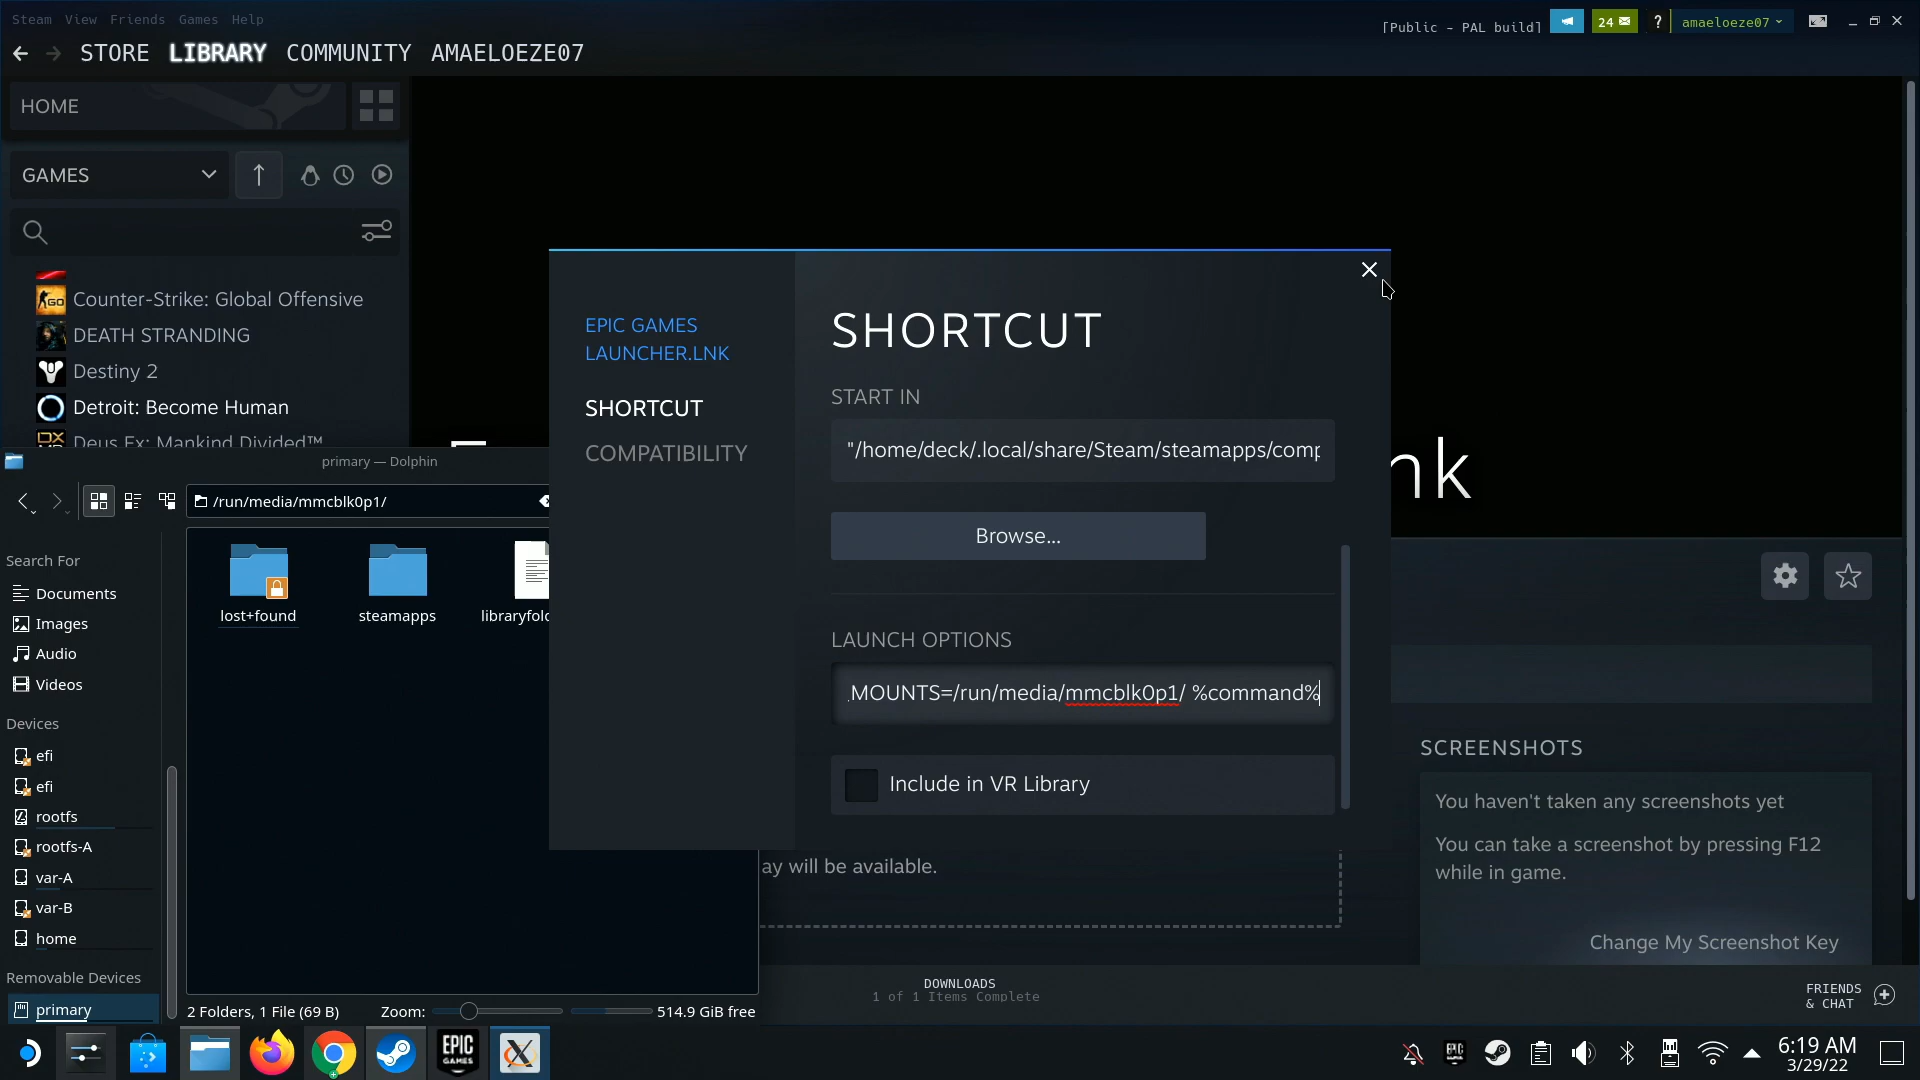 Steam View Friends Games Help
[Public - PAL build]
24
?
amaeloeze07
STORE LIBRARY COMMUNITY AMAELOEZE07
HOME
GAMES
Counter-Strike: Global Offensive
DEATH STRANDING
Destiny 2
Detroit: Become Human
Deus Ex: Mankind Divided™
nk
primary — Dolphin
/run/media/mmcblk0p1/
Search For
Documents
Images
Audio
Videos
Devices
efi
efi
rootfs
rootfs-A
var-A
var-B
home
Removable Devices
primary
lost+found
steamapps
libraryfol
2 Folders, 1 File (69 B)
Zoom:
514.9 GiB free
EPIC GAMES
LAUNCHER.LNK
SHORTCUT
COMPATIBILITY
SHORTCUT
START IN
"/home/deck/.local/share/Steam/steamapps/comp
Browse...
LAUNCH OPTIONS
MOUNTS=/run/media/mmcblk0p1/ %command%
Include in VR Library
ay will be available.
SCREENSHOTS
You haven't taken any screenshots yet
You can take a screenshot by pressing F12
while in game.
Change My Screenshot Key
DOWNLOADS
1 of 1 Items Complete
FRIENDS
& CHAT
EPIC
GAMES
6:19 AM
3/29/22